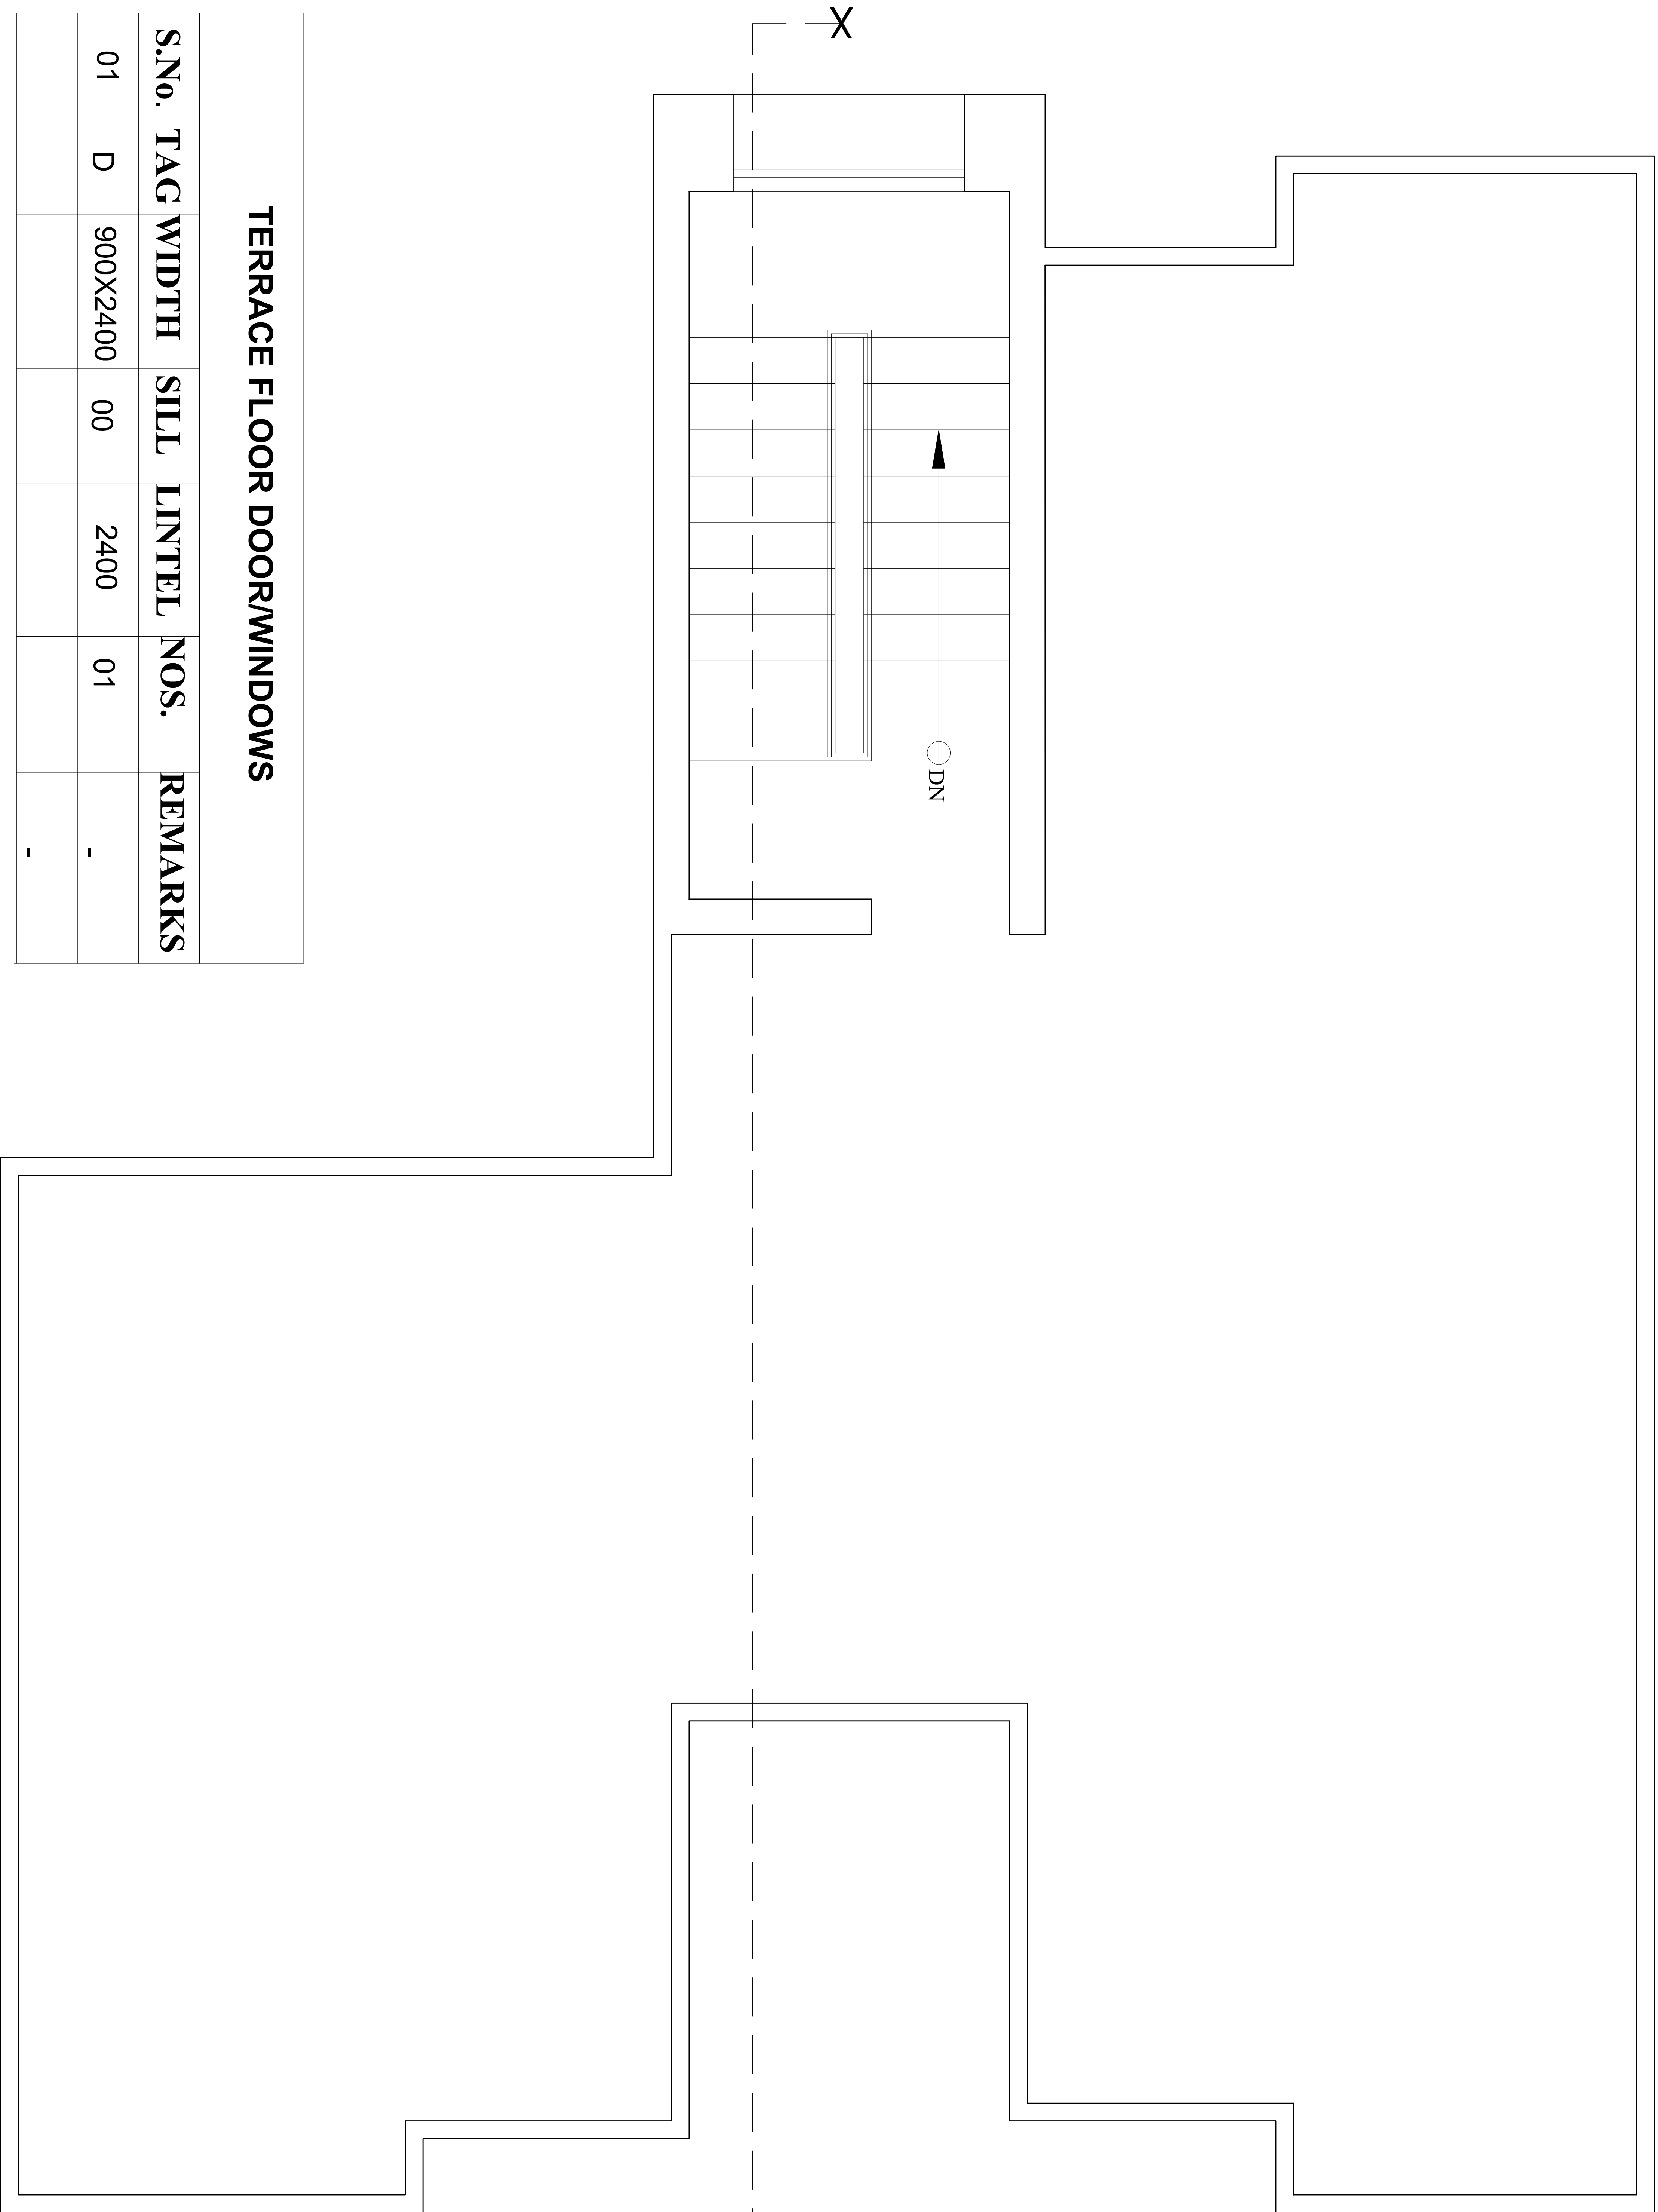 X
TERRACE FLOOR DOOR/WINDOWS
S.No. TAG WIDTH SILL LINTEL NOS. REMARKS
01 D 900X2400 00 2400 01 -
-
DN